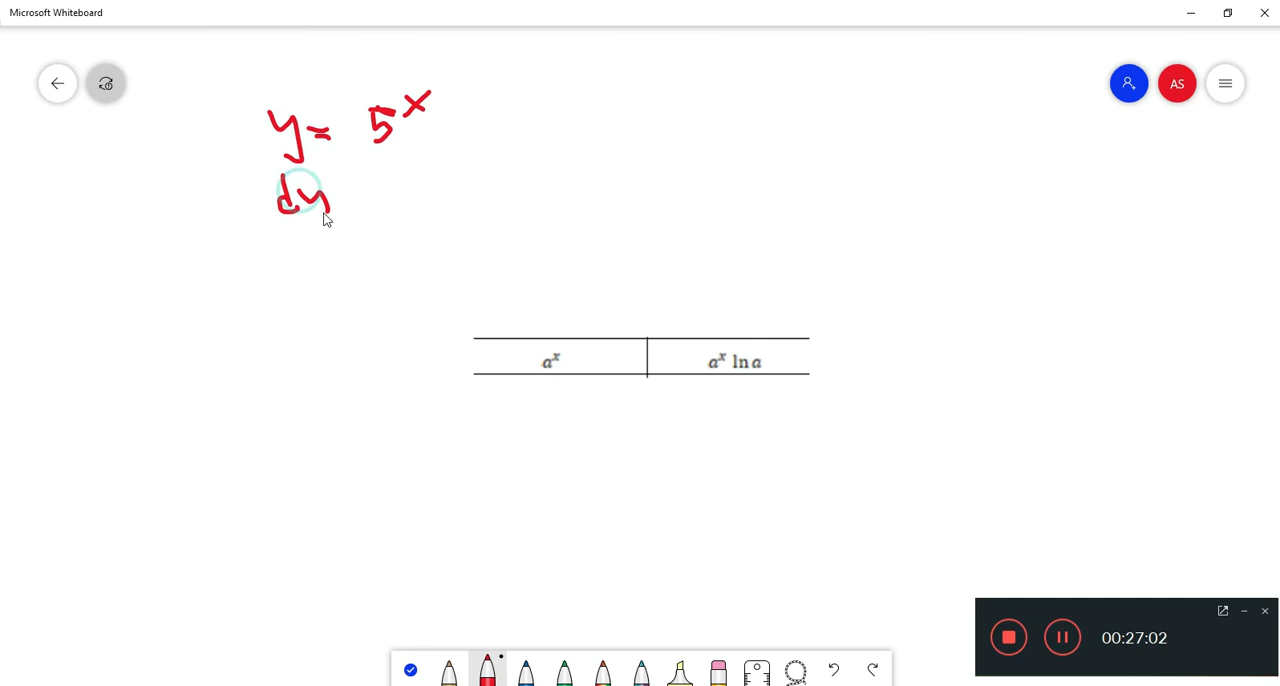 Microsoft Whiteboard
AS
y = 5^x
dy
a^x a^x ln a
00:27:02